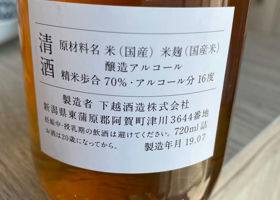 清酒
原材料名 米(国産) 米麹(国産米)
醸造アルコール
精米歩合 70%・アルコール分 16度
製造者 下越酒造株式会社
新潟県東蒲原郡阿賀町津川3644番地
妊娠中・授乳期の飲酒は避けてください。720ml詰
お酒は20歳になってから。 製造年月 19.07